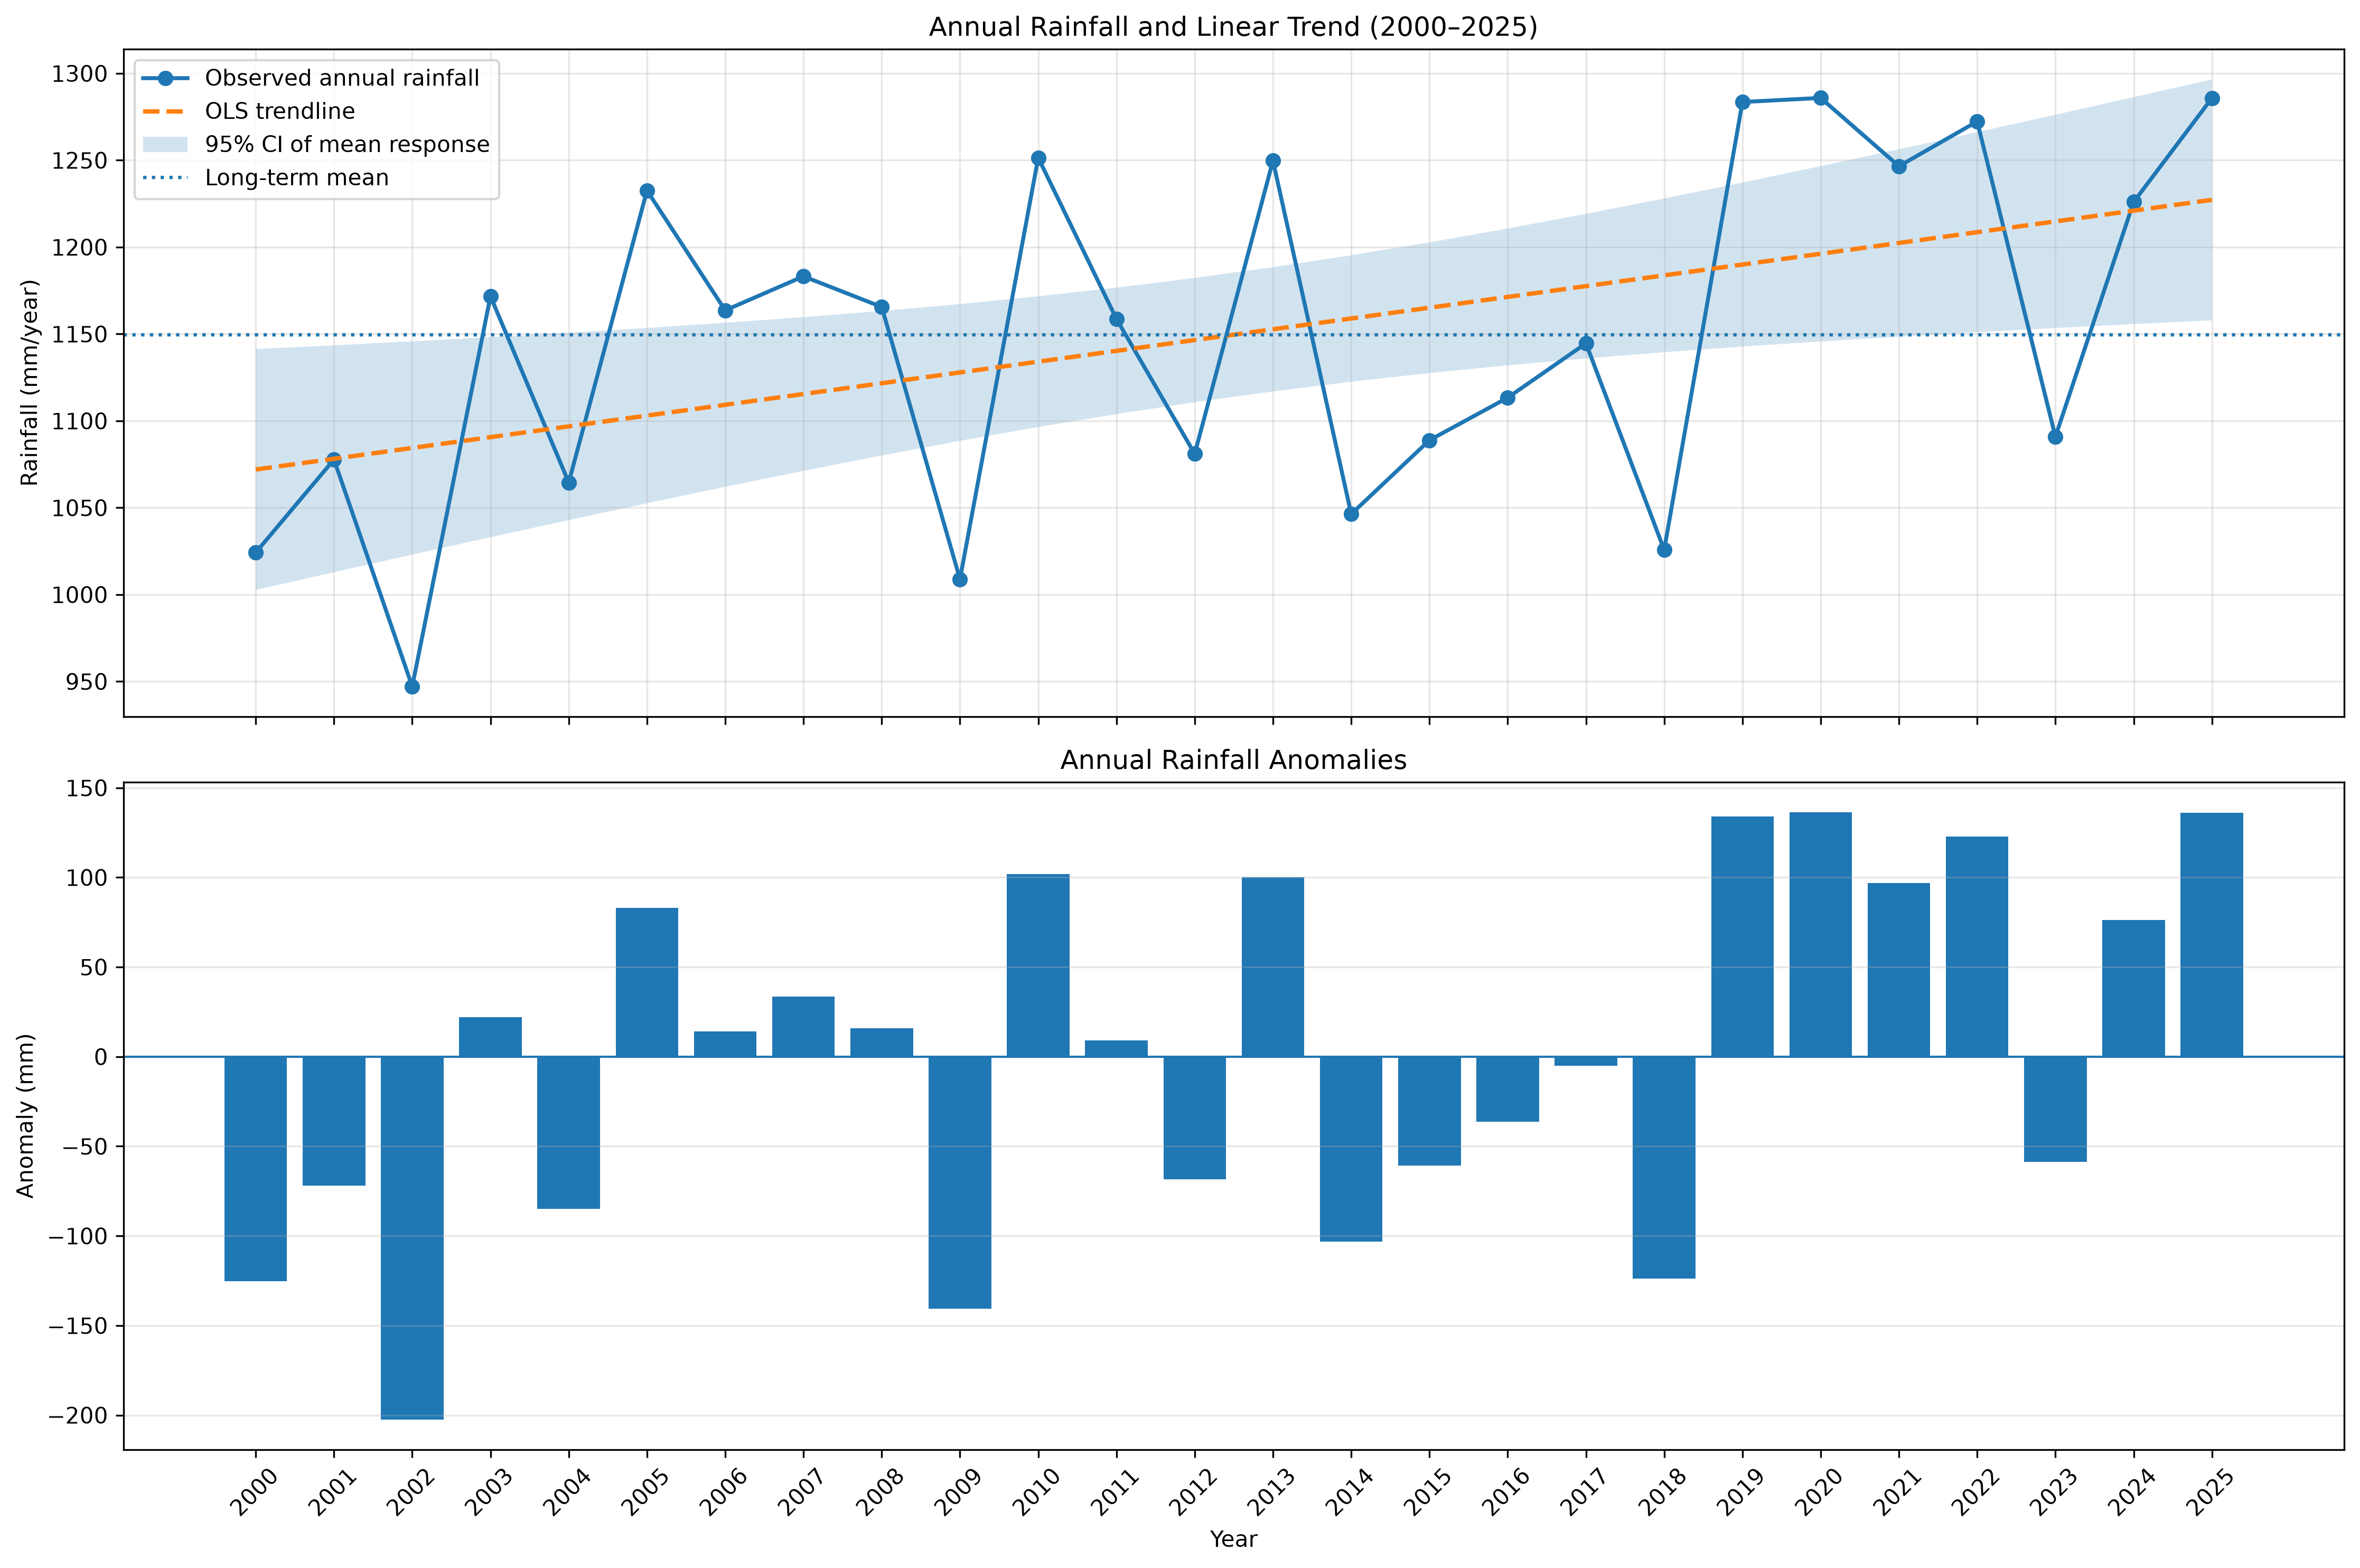 Annual Rainfall and Linear Trend (2000–2025)
Observed annual rainfall
OLS trendline
95% CI of mean response
Long-term mean
Rainfall (mm/year)
1300
1250
1200
1150
1100
1050
1000
950
Annual Rainfall Anomalies
Anomaly (mm)
150
100
50
0
−50
−100
−150
−200
2000 2001 2002 2003 2004 2005 2006 2007 2008 2009 2010 2011 2012 2013 2014 2015 2016 2017 2018 2019 2020 2021 2022 2023 2024 2025
Year